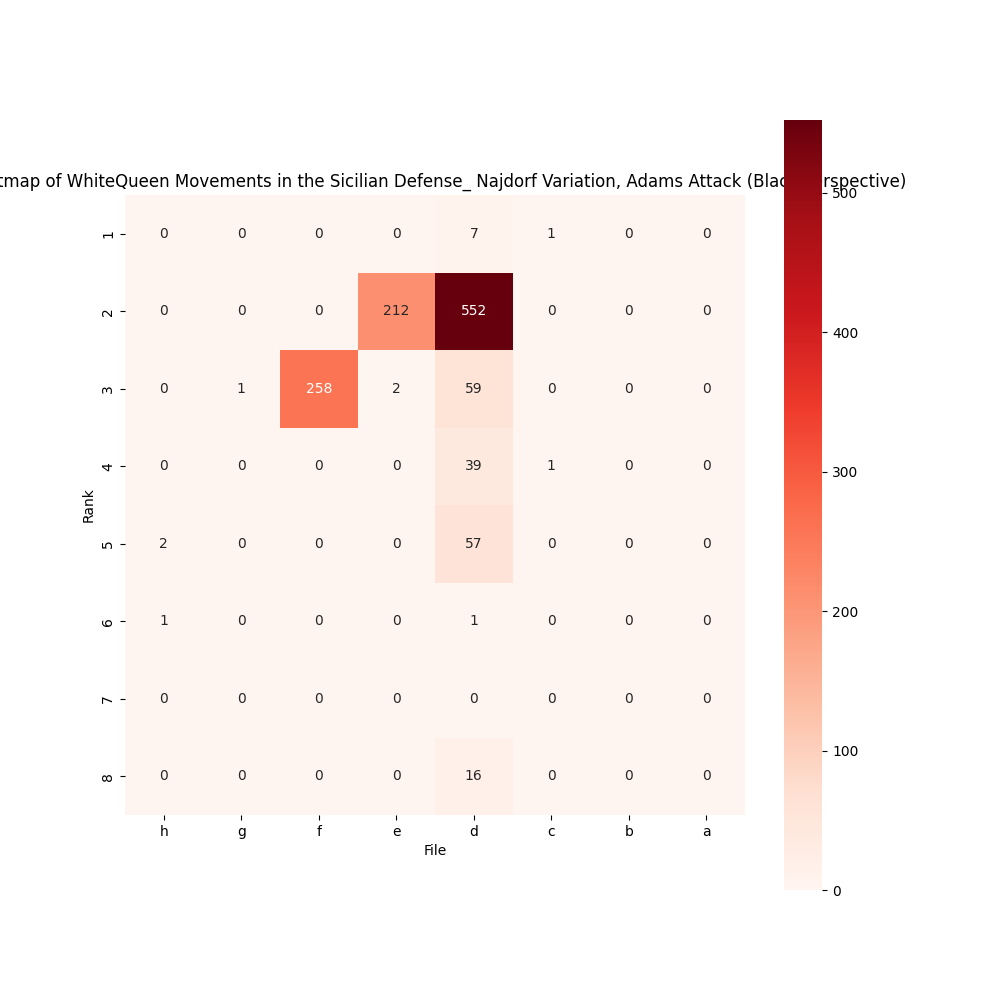 tmap of WhiteQueen Movements in the Sicilian Defense_ Najdorf Variation, Adams Attack (Blac rspective)
1 0 0 0 0 7 1 0 0
2 0 0 0 212 552 0 0 0
3 0 1 258 2 59 0 0 0
4 0 0 0 0 39 1 0 0
5 2 0 0 0 57 0 0 0
6 1 0 0 0 1 0 0 0
7 0 0 0 0 0 0 0 0
8 0 0 0 0 16 0 0 0
h g f e d c b a
File
Rank
500
400
300
200
100
0